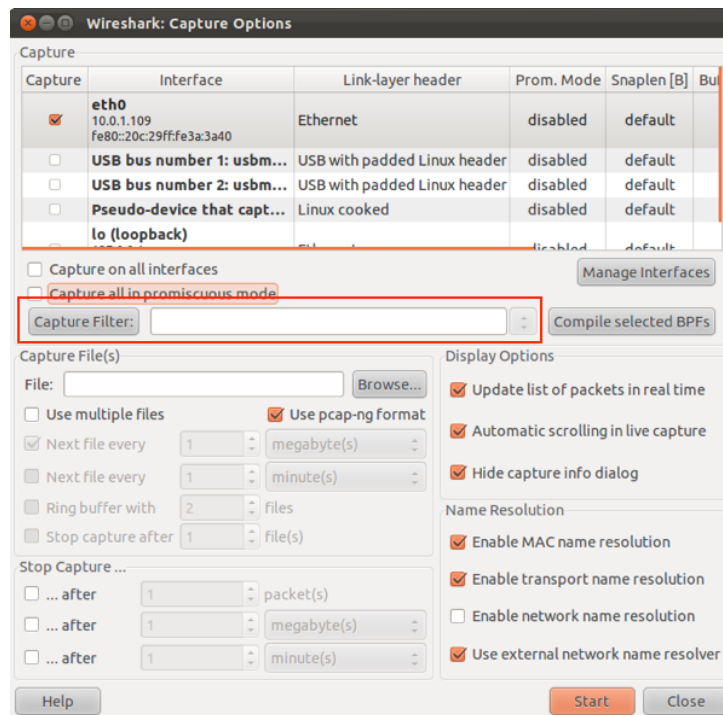 Wireshark: Capture Options
Capture
Capture Interface Link-layer header Prom. Mode Snaplen [B] Buf
eth0
10.0.1.109 Ethernet disabled default
fe80::20c:29ff:fe3a:3a40
USB bus number 1: usbm... USB with padded Linux header disabled default
USB bus number 2: usbm... USB with padded Linux header disabled default
Pseudo-device that capt... Linux cooked disabled default
lo (loopback)
disabled default
Capture on all interfaces
Manage Interfaces
Capture all in promiscuous mode
Capture Filter: Compile selected BPFs
Capture File(s)
File: Browse...
Use multiple files Use pcap-ng format
Next file every 1 megabyte(s)
Next file every 1 minute(s)
Ring buffer with 2 files
Stop capture after 1 file(s)
Stop Capture ...
... after 1 packet(s)
... after 1 megabyte(s)
... after 1 minute(s)
Display Options
Update list of packets in real time
Automatic scrolling in live capture
Hide capture info dialog
Name Resolution
Enable MAC name resolution
Enable transport name resolution
Enable network name resolution
Use external network name resolver
Help Start Close